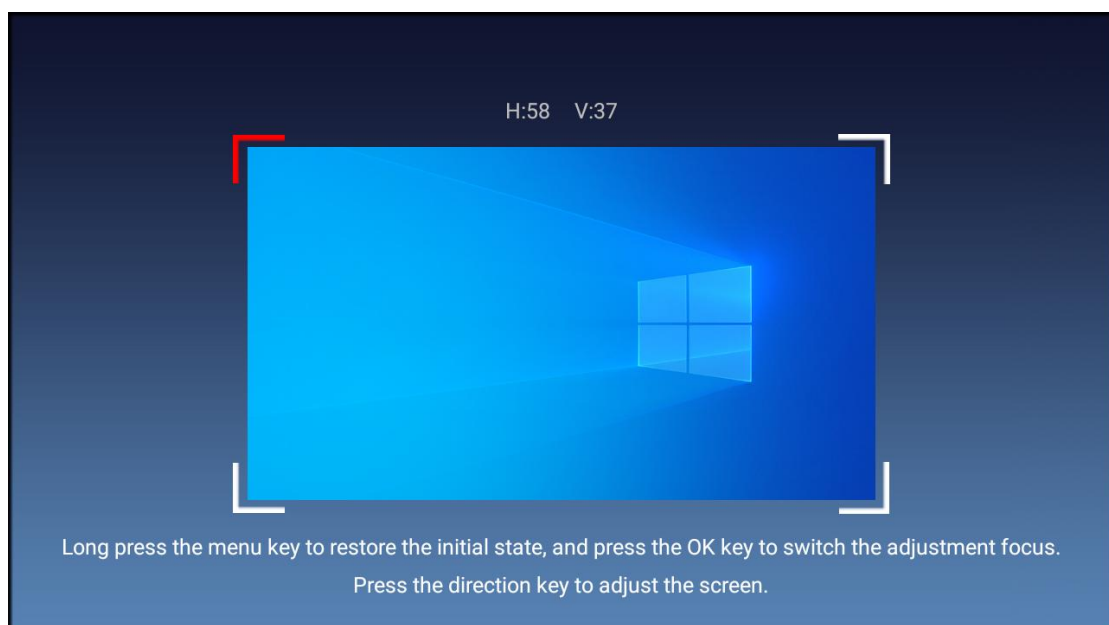 H:58 V:37
Long press the menu key to restore the initial state, and press the OK key to switch the adjustment focus.
Press the direction key to adjust the screen.